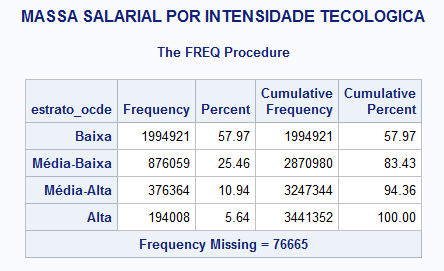 MASSA SALARIAL POR INTENSIDADE TECOLOGICA
The FREQ Procedure
estrato_ocde Frequency Percent Cumulative Frequency Cumulative Percent
Baixa 1994921 57.97 1994921 57.97
Média-Baixa 876059 25.46 2870980 83.43
Média-Alta 376364 10.94 3247344 94.36
Alta 194008 5.64 3441352 100.00
Frequency Missing = 76665